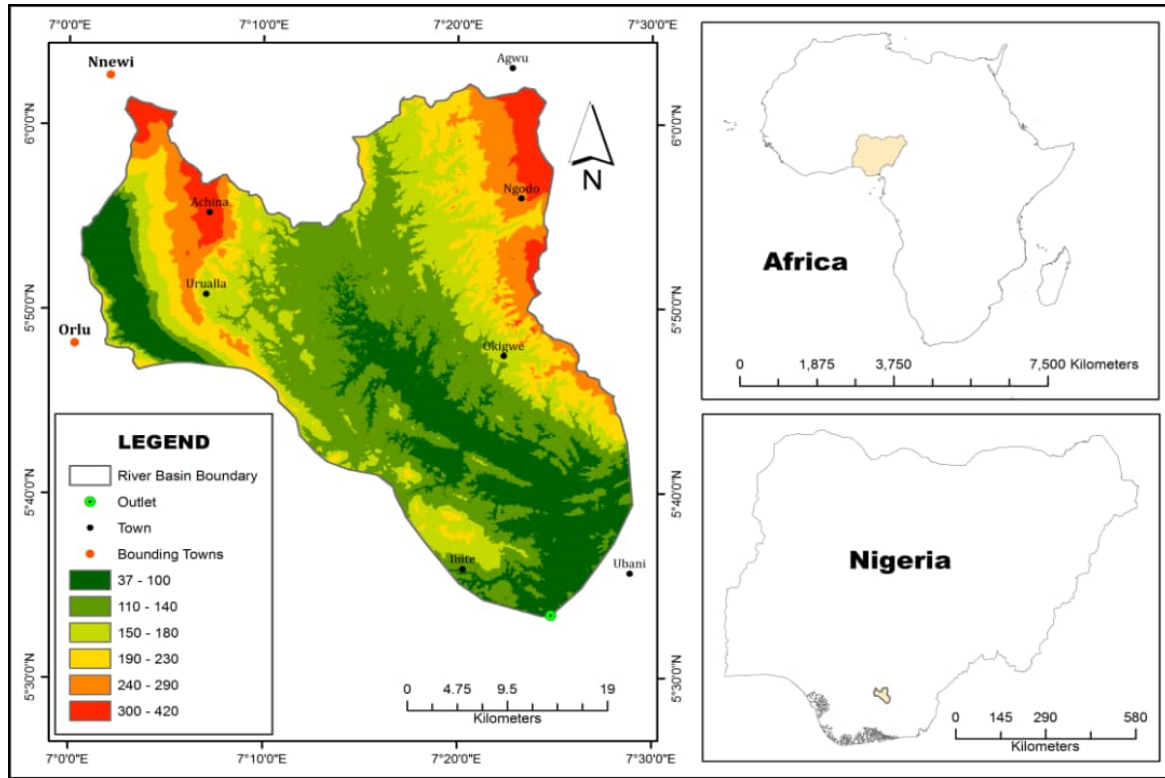 7°0'0"E 7°10'0"E 7°20'0"E 7°30'0"E
Nnewi
Agwu
6°0'0"N
6°0'0"N
N
Ngodo
Achina
Urualla
5°50'0"N
5°50'0"N
Orlu
Okigwe
LEGEND
River Basin Boundary
Outlet
Town
Bounding Towns
37 - 100
110 - 140
150 - 180
190 - 230
240 - 290
300 - 420
5°40'0"N
5°40'0"N
Ubani
5°30'0"N
5°30'0"N
0 4.75 9.5 19
Kilometers
7°0'0"E 7°10'0"E 7°20'0"E 7°30'0"E
Africa
0 1,875 3,750 7,500 Kilometers
Nigeria
0 145 290 580
Kilometers